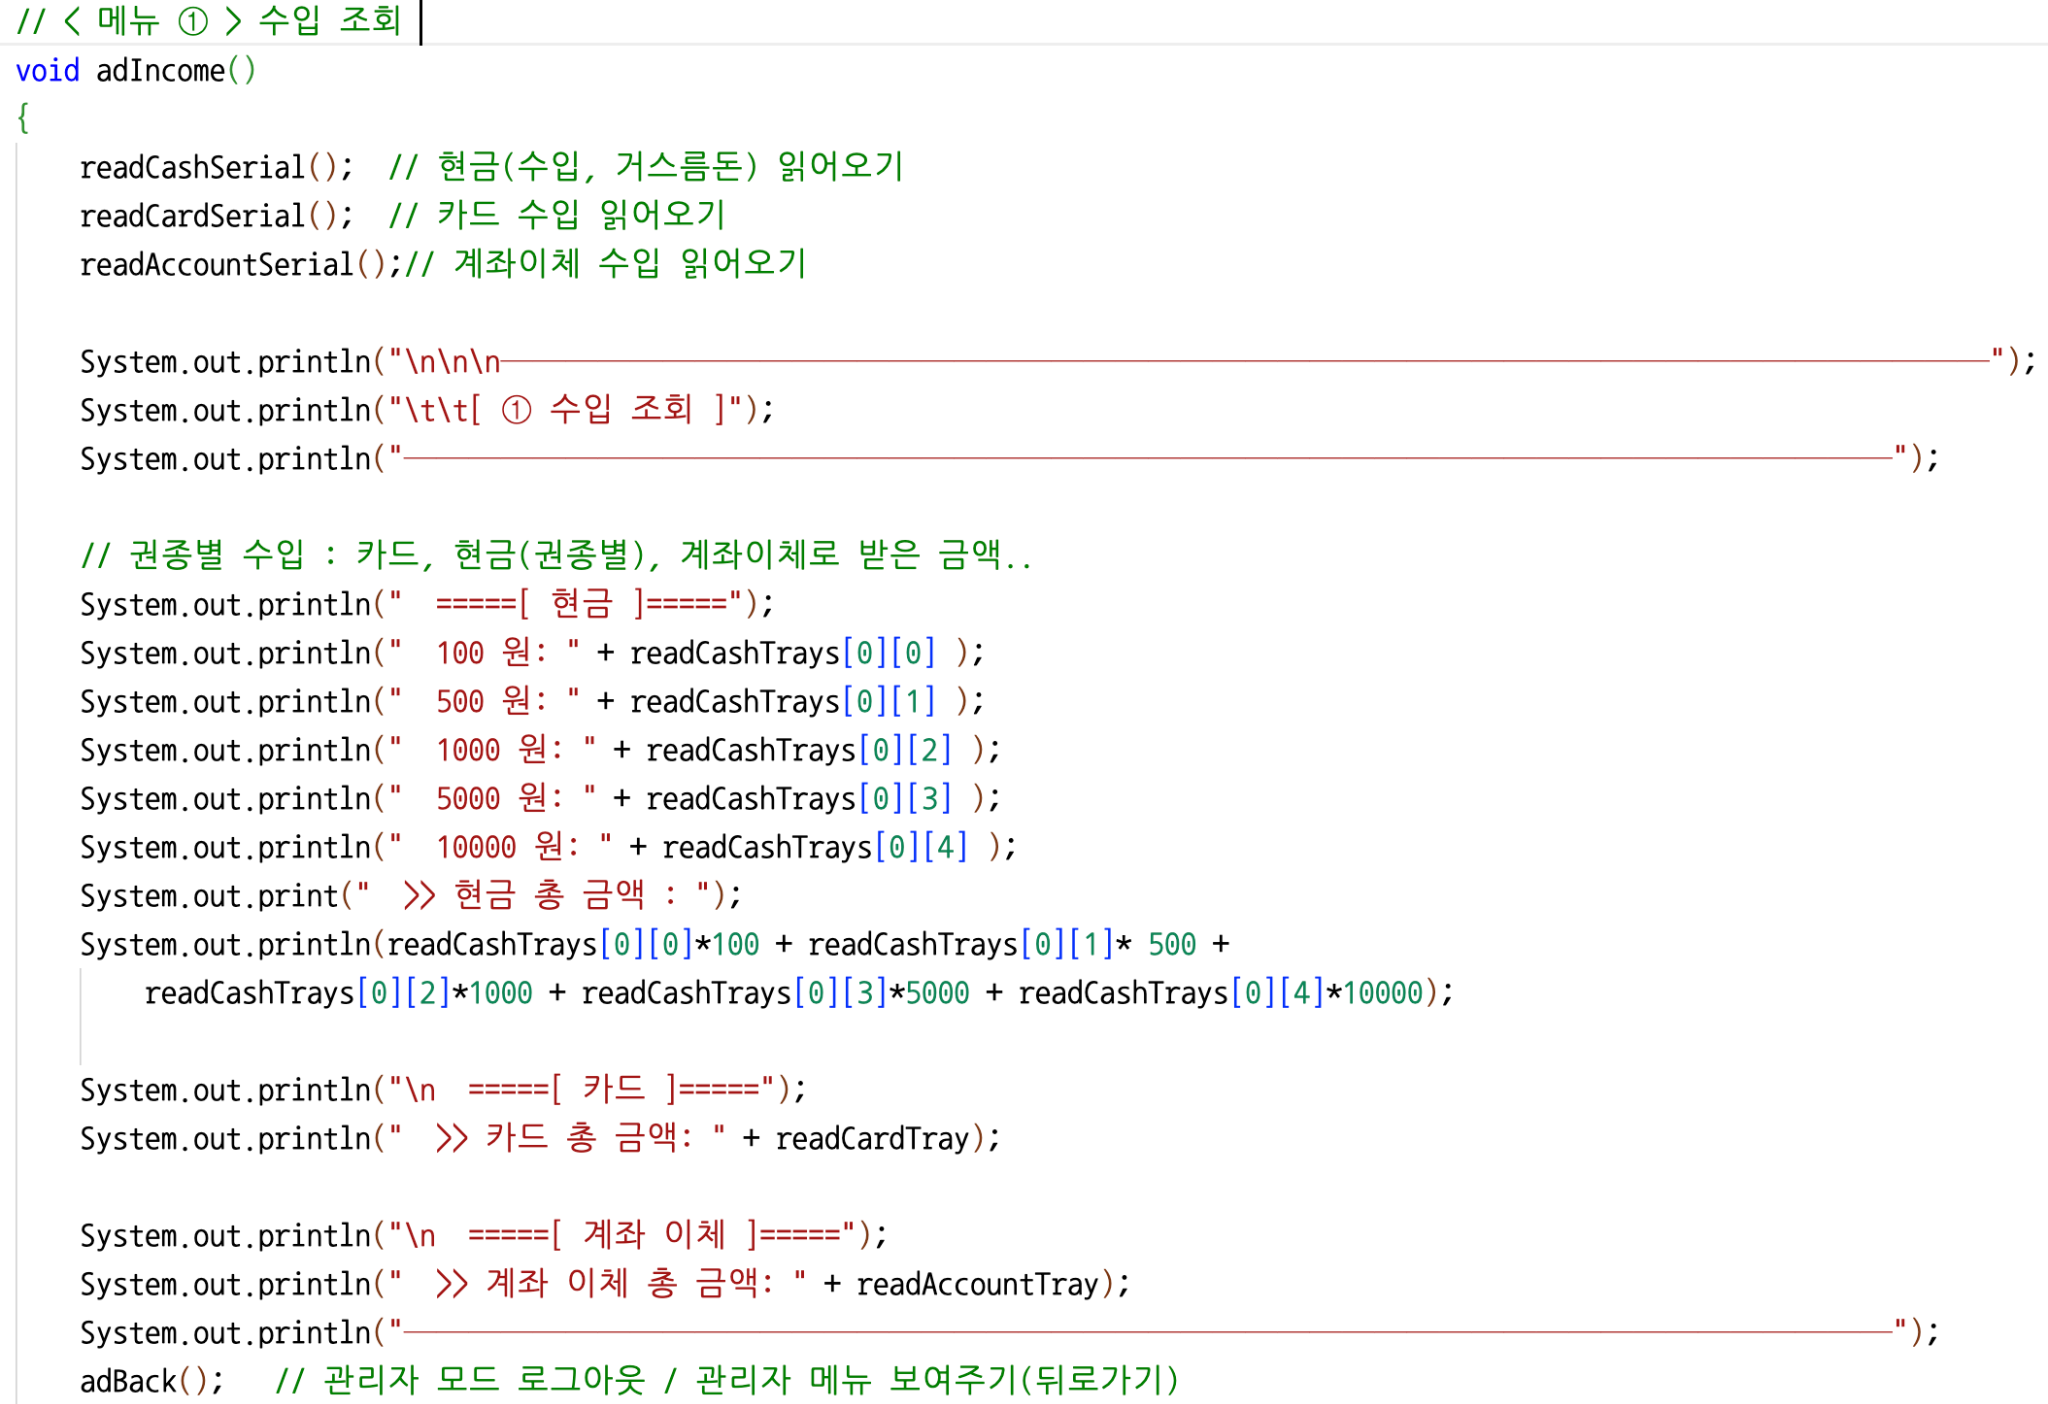 // < 메뉴 ① > 수입 조회
void adIncome()
{
    readCashSerial();  // 현금(수입, 거스름돈) 읽어오기
    readCardSerial();  // 카드 수입 읽어오기
    readAccountSerial();// 계좌이체 수입 읽어오기

    System.out.println("\n\n\n──────────────────────────────────────────────");
    System.out.println("\t\t[ ① 수입 조회 ]");
    System.out.println("──────────────────────────────────────────────");

    // 권종별 수입 : 카드, 현금(권종별), 계좌이체로 받은 금액..
    System.out.println("  =====[ 현금 ]=====");
    System.out.println("  100 원: " + readCashTrays[0][0] );
    System.out.println("  500 원: " + readCashTrays[0][1] );
    System.out.println("  1000 원: " + readCashTrays[0][2] );
    System.out.println("  5000 원: " + readCashTrays[0][3] );
    System.out.println("  10000 원: " + readCashTrays[0][4] );
    System.out.print("  >> 현금 총 금액 : ");
    System.out.println(readCashTrays[0][0]*100 + readCashTrays[0][1]* 500 +
        readCashTrays[0][2]*1000 + readCashTrays[0][3]*5000 + readCashTrays[0][4]*10000);

    System.out.println("\n  =====[ 카드 ]=====");
    System.out.println("  >> 카드 총 금액: " + readCardTray);

    System.out.println("\n  =====[ 계좌 이체 ]=====");
    System.out.println("  >> 계좌 이체 총 금액: " + readAccountTray);
    System.out.println("──────────────────────────────────────────────");
    adBack();   // 관리자 모드 로그아웃 / 관리자 메뉴 보여주기(뒤로가기)